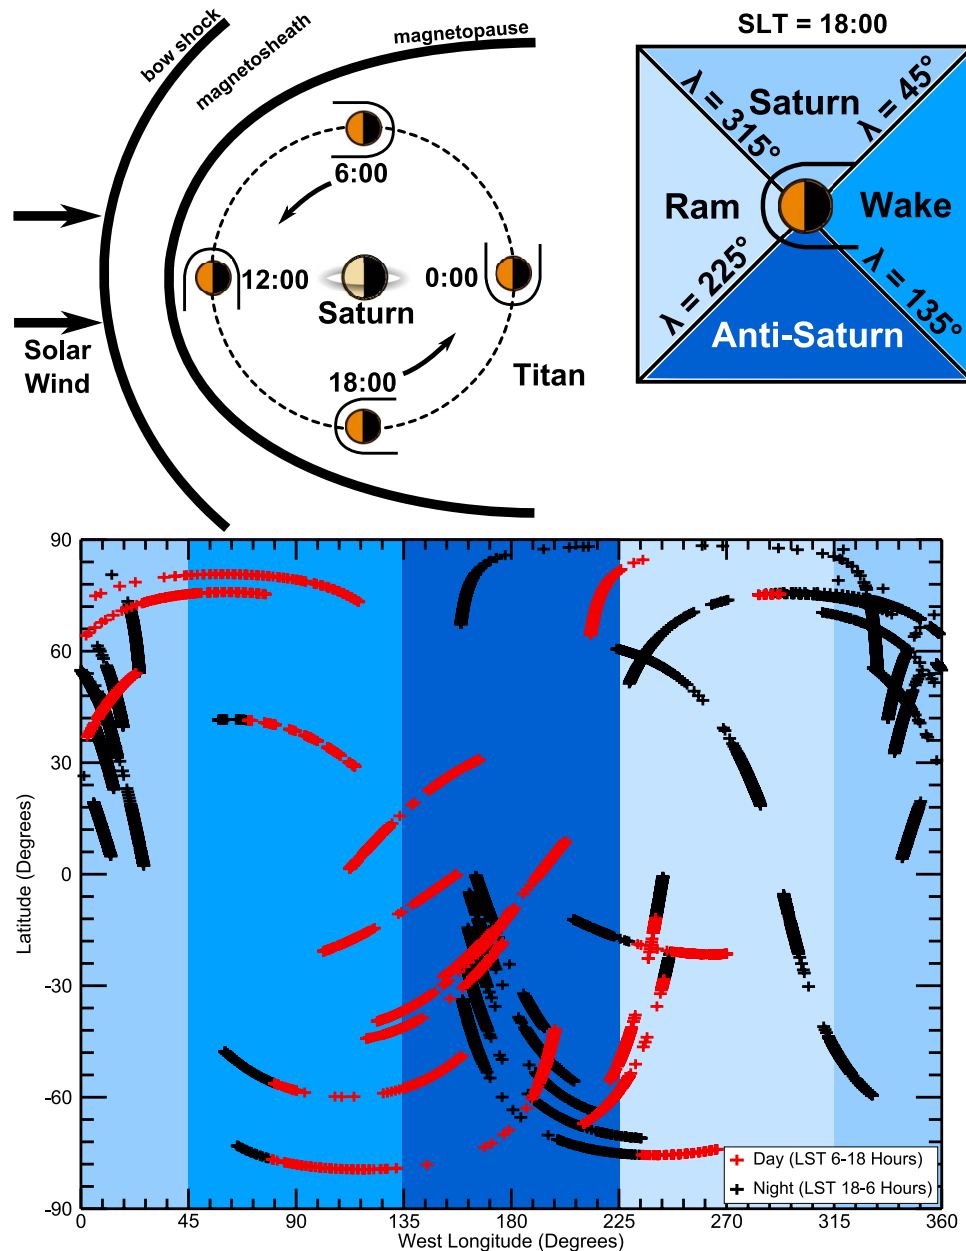 bow shock
magnetosheath
magnetopause
6:00
12:00
0:00
Saturn
18:00
Titan
Solar
Wind
SLT = 18:00
λ = 315°
Saturn
λ = 45°
Ram
Wake
λ = 225°
λ = 135°
Anti-Saturn
90
60
30
0
-30
-60
-90
Latitude (Degrees)
0 45 90 135 180 225 270 315 360
West Longitude (Degrees)
Day (LST 6-18 Hours)
Night (LST 18-6 Hours)